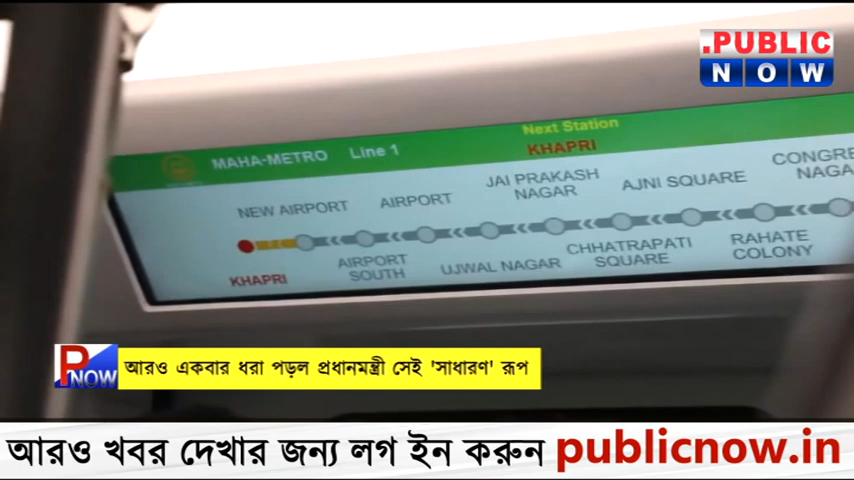 .PUBLIC
NOW
Next Station
MAHA-METRO Line 1 KHAPRI
NEW AIRPORT
AIRPORT
JAI PRAKASH
NAGAR
AJNI SQUARE
CONGRE
NAGA
KHAPRI
AIRPORT
SOUTH
UJWAL NAGAR
CHHATRAPATI
SQUARE
RAHATE
COLONY
P NOW
আরও একবার ধরা পড়ল প্রধানমন্ত্রী সেই 'সাধারণ' রূপ
আরও খবর দেখার জন্য লগ ইন করুন publicnow.in